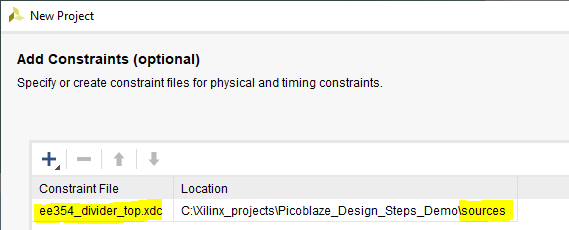 New Project
Add Constraints (optional)
Specify or create constraint files for physical and timing constraints.
Constraint File Location
ee354_divider_top.xdc C:\Xilinx_projects\Picoblaze_Design_Steps_Demo\sources